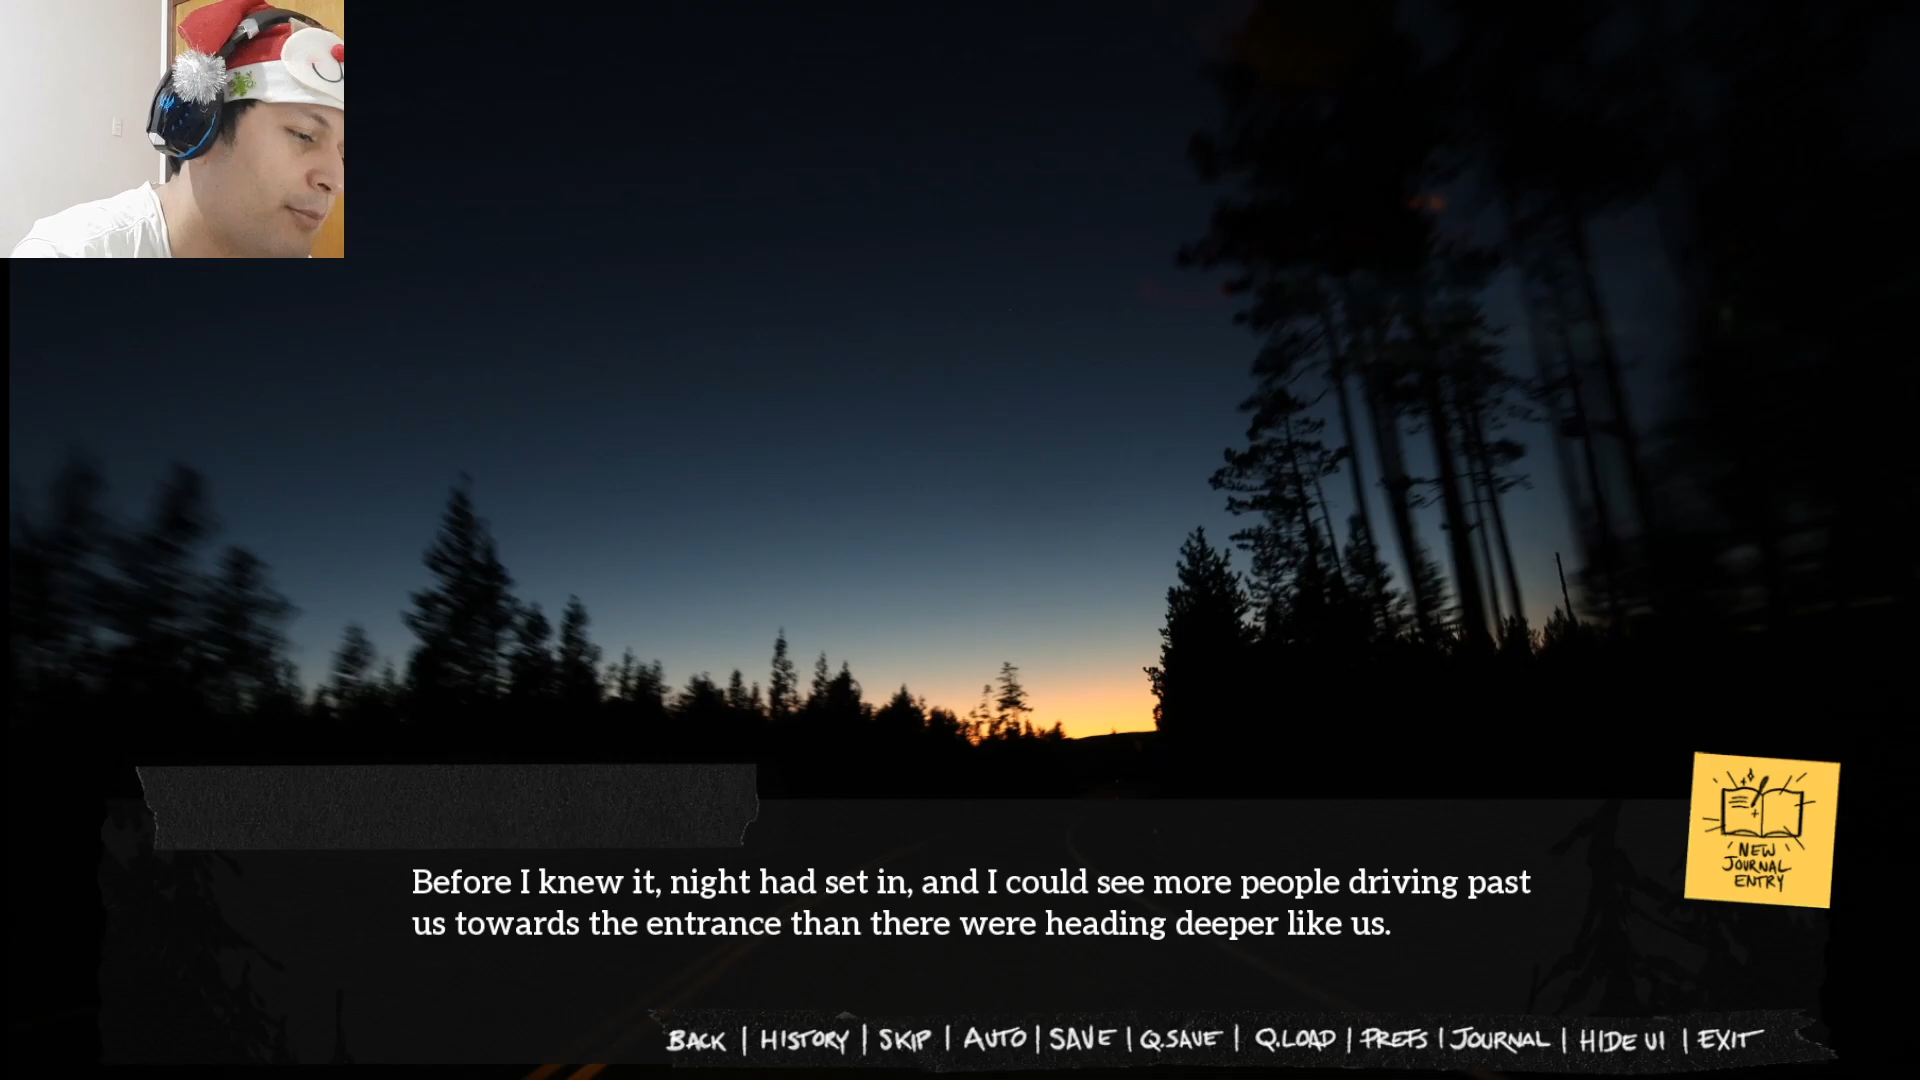 Before I knew it, night had set in, and I could see more people driving past
us towards the entrance than there were heading deeper like us.
NEW
JOURNAL
ENTRY
BACK | HISTORY | SKIP | AUTO | SAVE | Q.SAVE | Q.LOAD | PREFS | JOURNAL | HIDE UI | EXIT